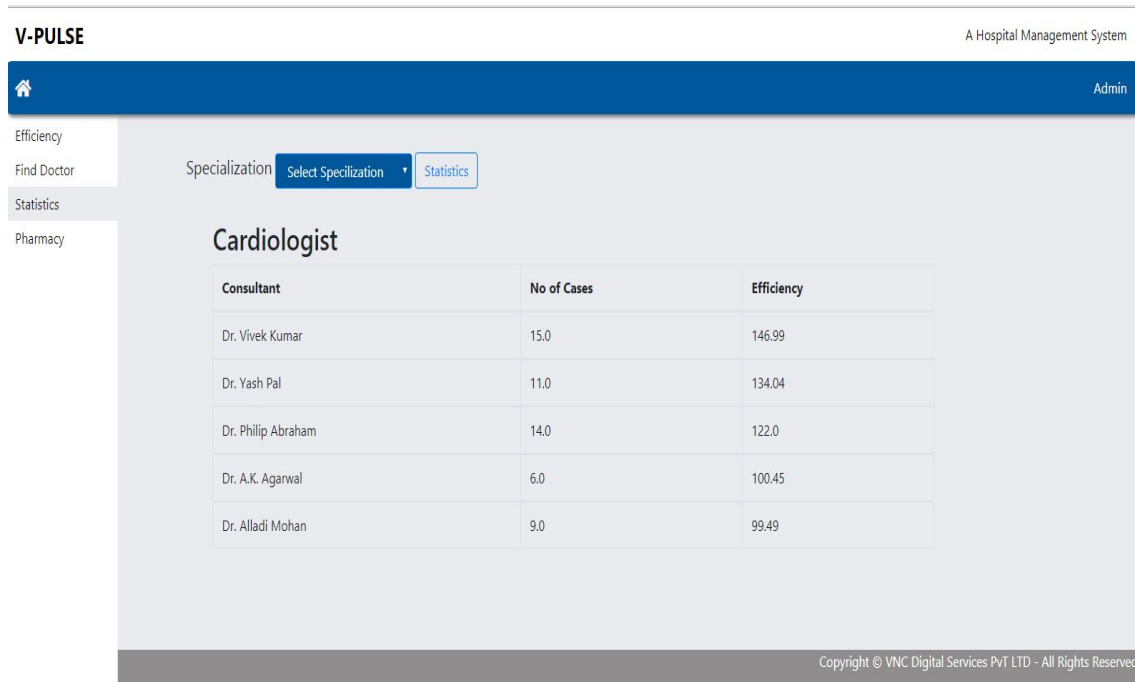 V-PULSE A Hospital Management System
Admin
Efficiency
Find Doctor
Statistics
Pharmacy
Specialization Select Specilization Statistics
Cardiologist
Consultant No of Cases Efficiency
Dr. Vivek Kumar 15.0 146.99
Dr. Yash Pal 11.0 134.04
Dr. Philip Abraham 14.0 122.0
Dr. A.K. Agarwal 6.0 100.45
Dr. Alladi Mohan 9.0 99.49
Copyright © VNC Digital Services PvT LTD - All Rights Reserved